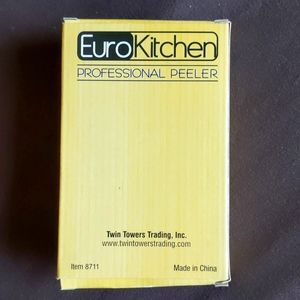 EuroKitchen
PROFESSIONAL PEELER
Twin Towers Trading, Inc.
www.twintowerstrading.com
Item 8711 Made in China